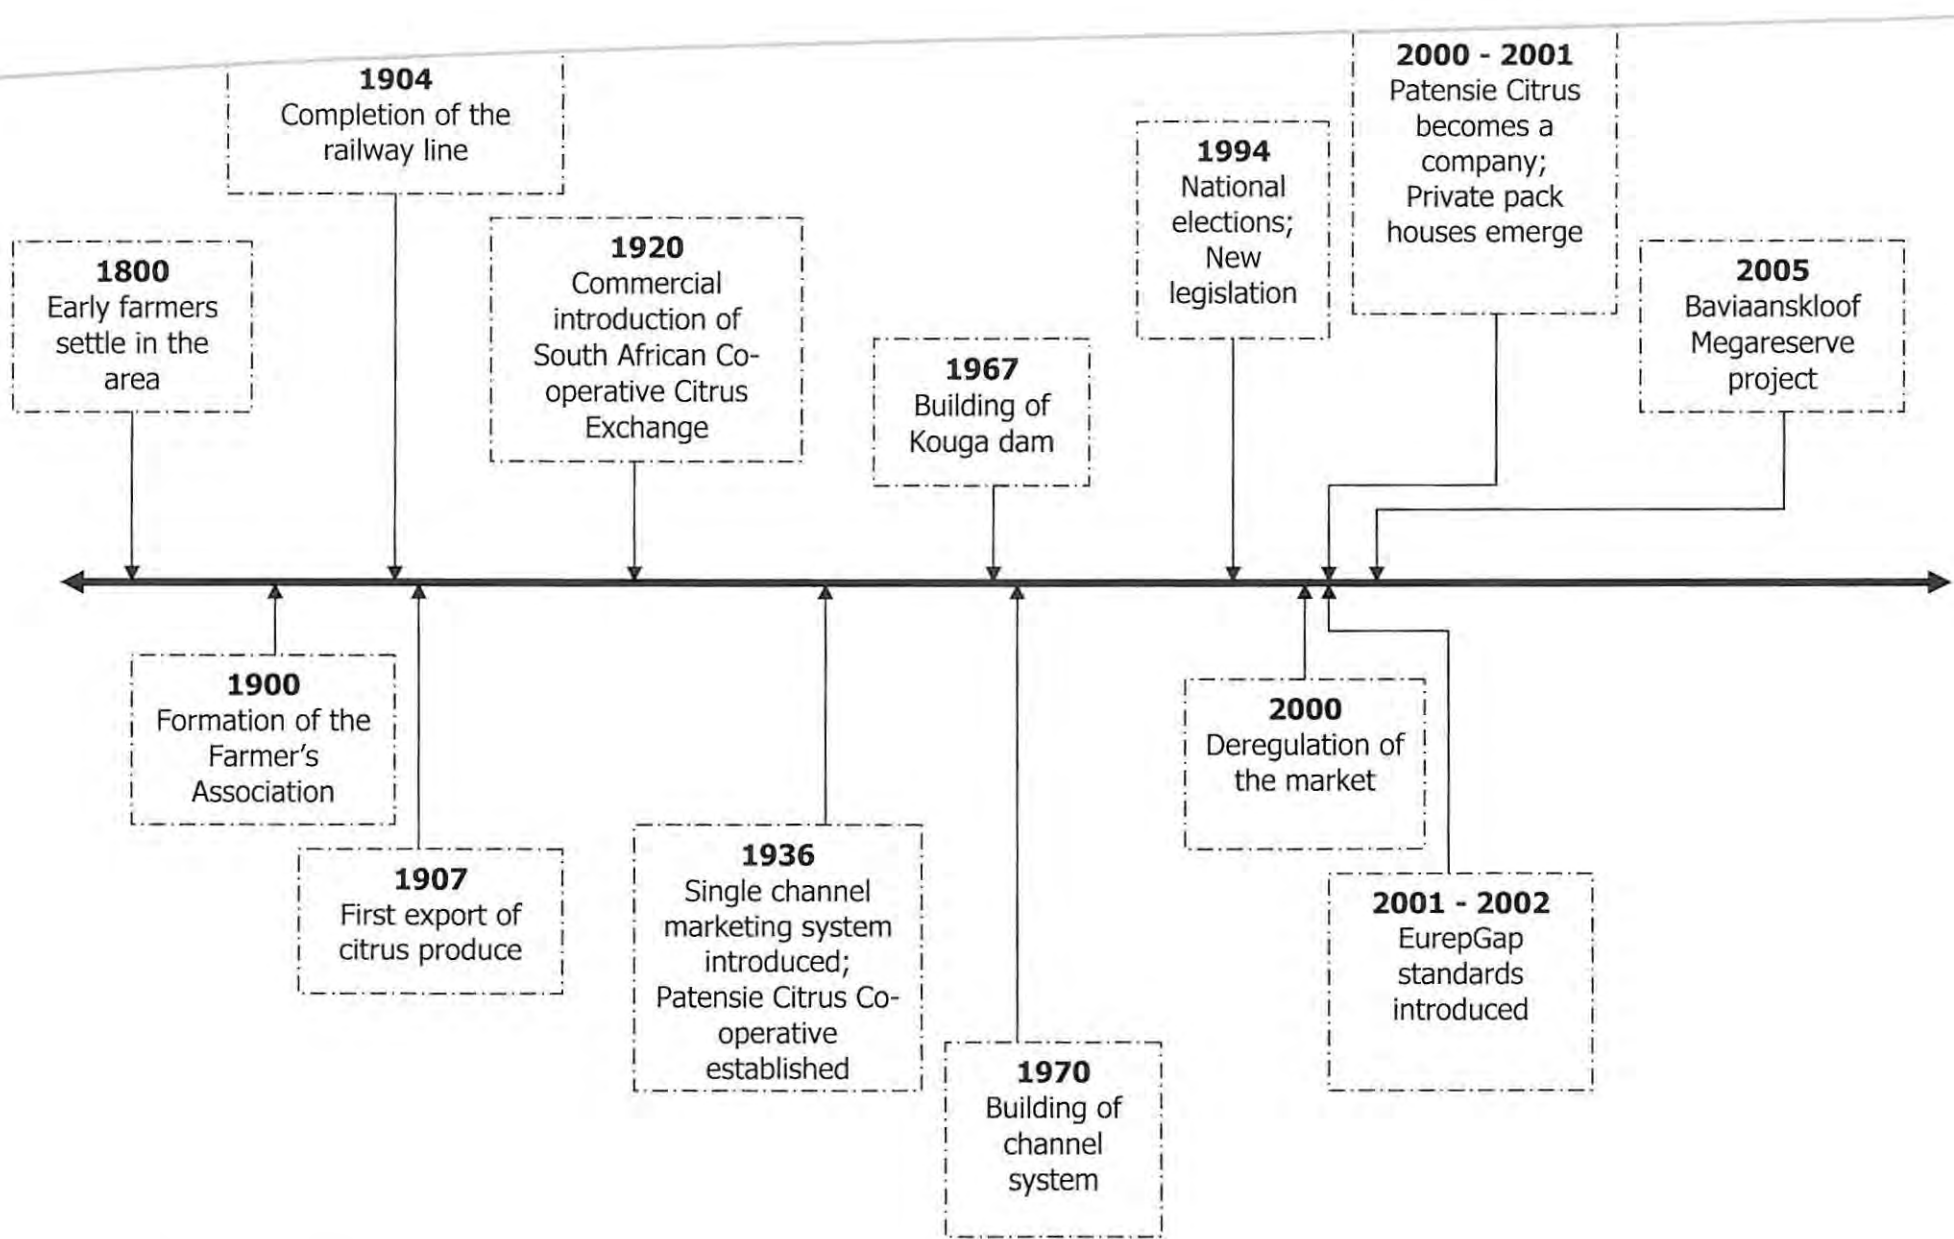 1904
Completion of the
railway line
2000 - 2001
Patensie Citrus
becomes a
company;
Private pack
houses emerge
1994
National
elections;
New
legislation
1800
Early farmers
settle in the
area
1920
Commercial
introduction of
South African Co-
operative Citrus
Exchange
2005
Baviaanskloof
Megareserve
project
1967
Building of
Kouga dam
1900
Formation of the
Farmer's
Association
2000
Deregulation of
the market
1907
First export of
citrus produce
1936
Single channel
marketing system
introduced;
Patensie Citrus Co-
operative
established
2001 - 2002
EurepGap
standards
introduced
1970
Building of
channel
system